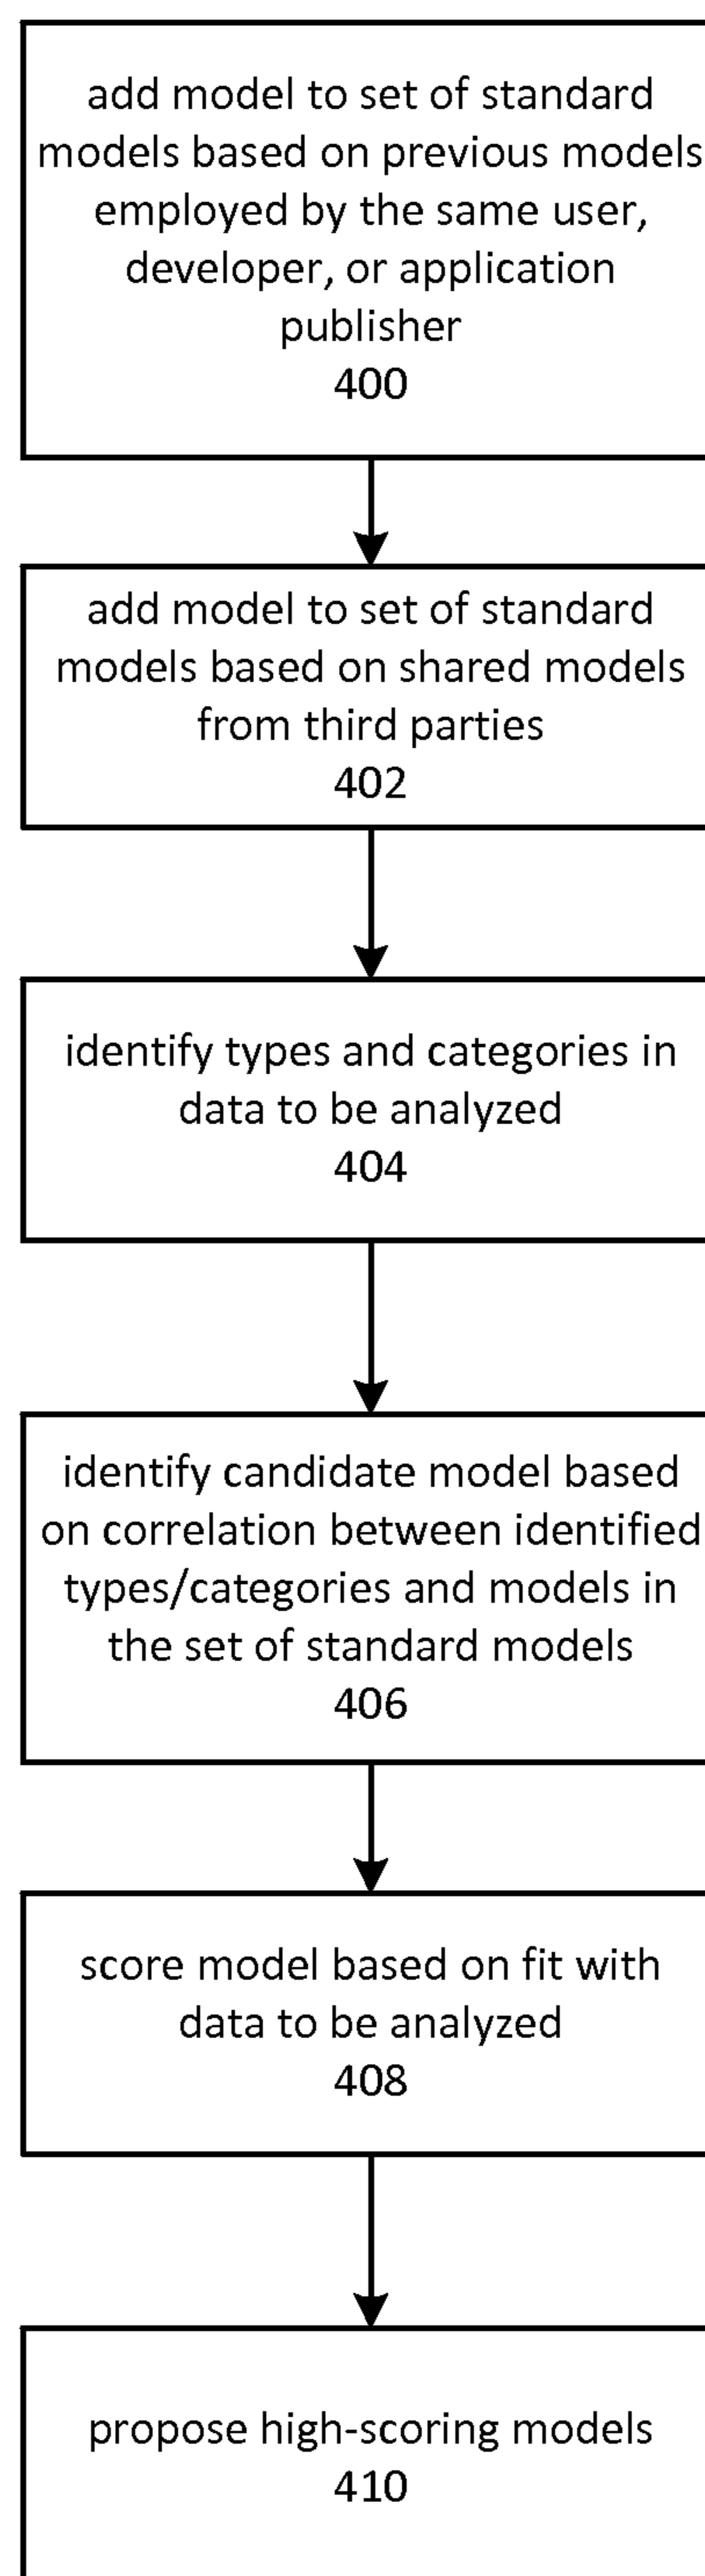 add model to set of standard
models based on previous models
employed by the same user,
developer, or application
publisher
400
add model to set of standard
models based on shared models
from third parties
402
identify types and categories in
data to be analyzed
404
identify candidate model based
on correlation between identified
types/categories and models in
the set of standard models
406
score model based on fit with
data to be analyzed
408
propose high-scoring models
410